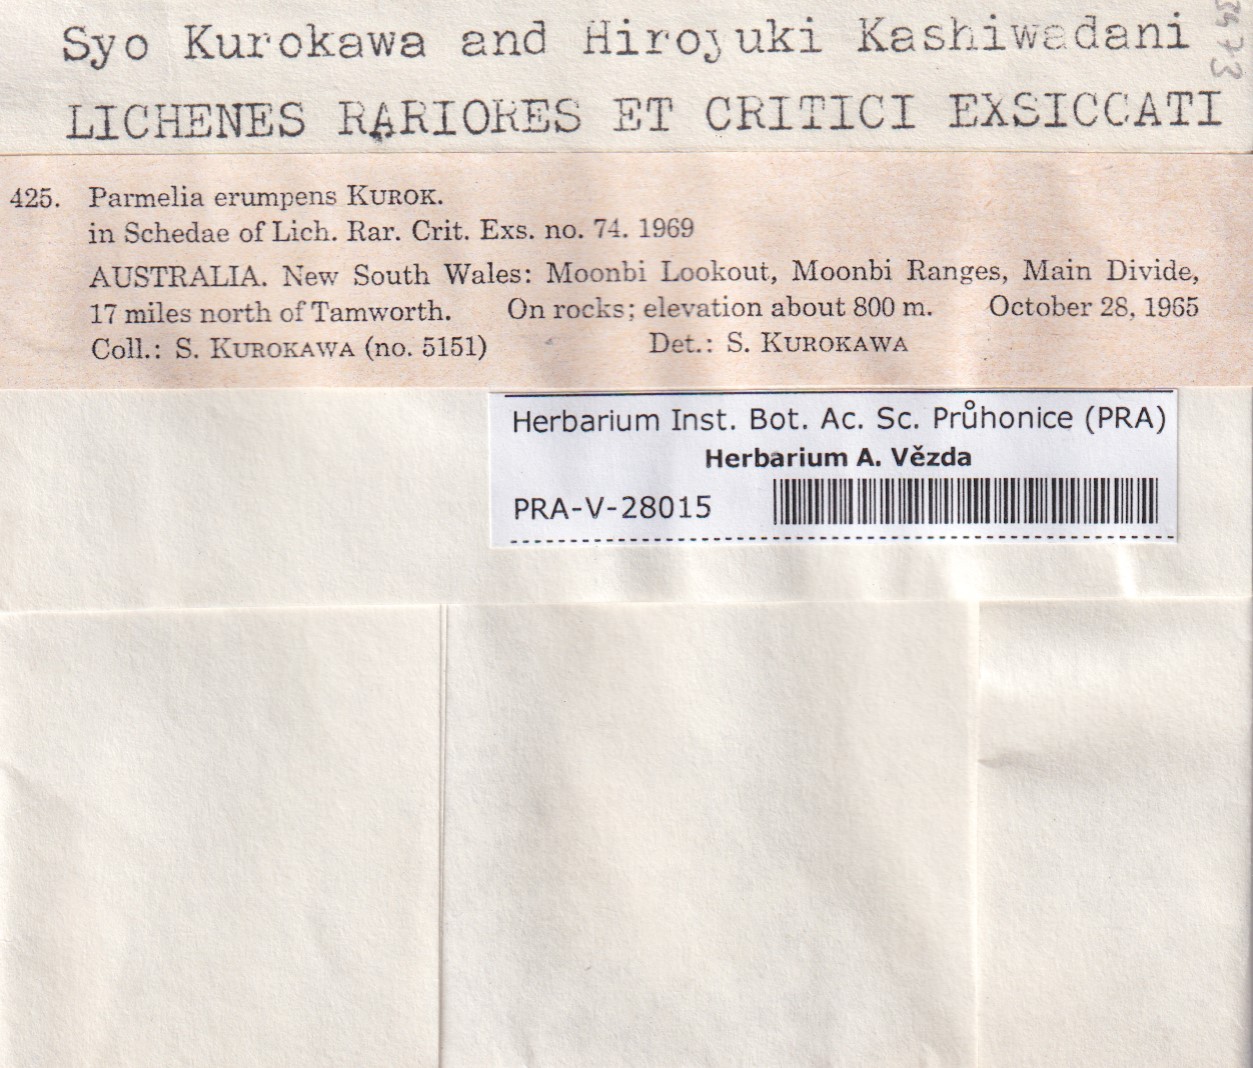 Syo Kurokawa and Hirojuki Kashiwadani
LICHENES RARIORES ET CRITICI EXSICCATI
425. Parmelia erumpens KUROK.
in Schedae of Lich. Rar. Crit. Exs. no. 74. 1969
AUSTRALIA. New South Wales: Moonbi Lookout, Moonbi Ranges, Main Divide,
17 miles north of Tamworth. On rocks; elevation about 800 m. October 28, 1965
Coll.: S. KUROKAWA (no. 5151) Det.: S. KUROKAWA
Herbarium Inst. Bot. Ac. Sc. Průhonice (PRA)
Herbarium A. Vězda
PRA-V-28015